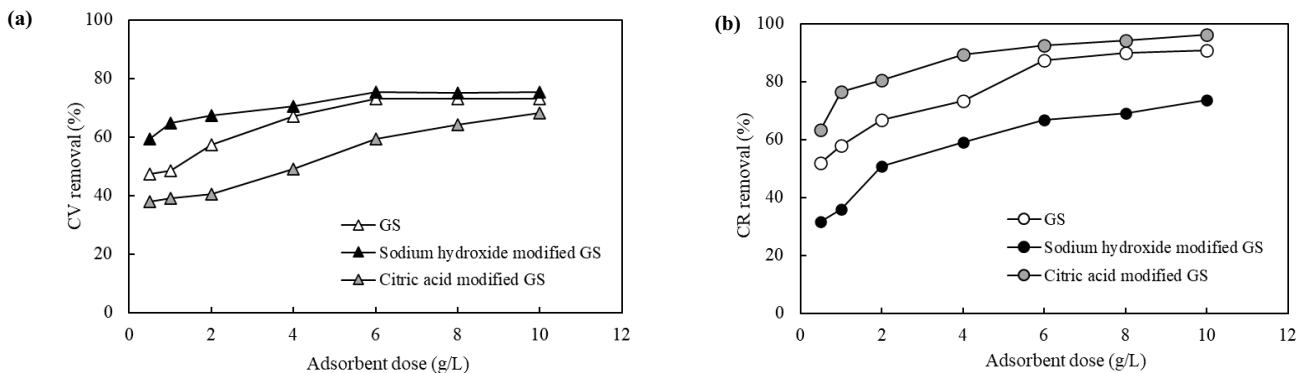 (a)
100
80
60
40
20
0
CV removal (%)
0 2 4 6 8 10 12
Adsorbent dose (g/L)
GS
Sodium hydroxide modified GS
Citric acid modified GS
(b)
100
80
60
40
20
0
CR removal (%)
0 2 4 6 8 10 12
Adsorbent dose (g/L)
GS
Sodium hydroxide modified GS
Citric acid modified GS